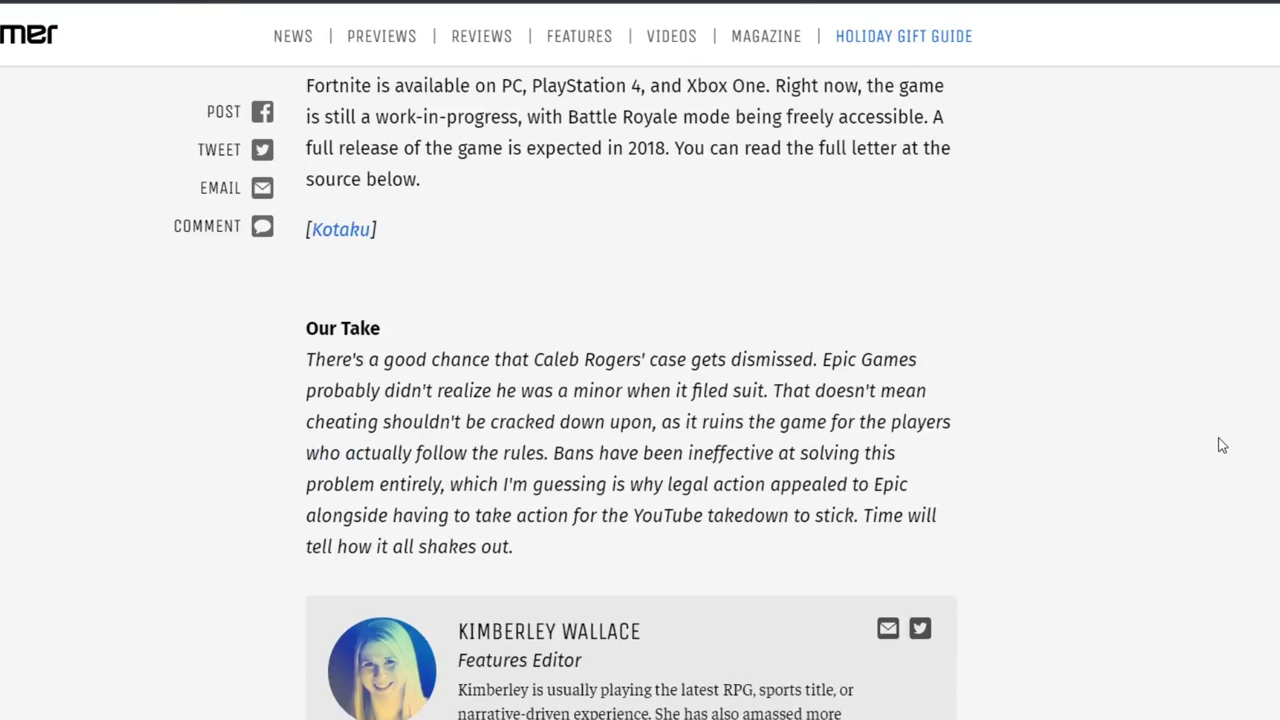 mer
NEWS | PREVIEWS | REVIEWS | FEATURES | VIDEOS | MAGAZINE | HOLIDAY GIFT GUIDE
POST
TWEET
EMAIL
COMMENT
Fortnite is available on PC, PlayStation 4, and Xbox One. Right now, the game
is still a work-in-progress, with Battle Royale mode being freely accessible. A
full release of the game is expected in 2018. You can read the full letter at the
source below.
[Kotaku]
Our Take
There's a good chance that Caleb Rogers' case gets dismissed. Epic Games
probably didn't realize he was a minor when it filed suit. That doesn't mean
cheating shouldn't be cracked down upon, as it ruins the game for the players
who actually follow the rules. Bans have been ineffective at solving this
problem entirely, which I'm guessing is why legal action appealed to Epic
alongside having to take action for the YouTube takedown to stick. Time will
tell how it all shakes out.
KIMBERLEY WALLACE
Features Editor
Kimberley is usually playing the latest RPG, sports title, or
narrative-driven experience. She has also amassed more